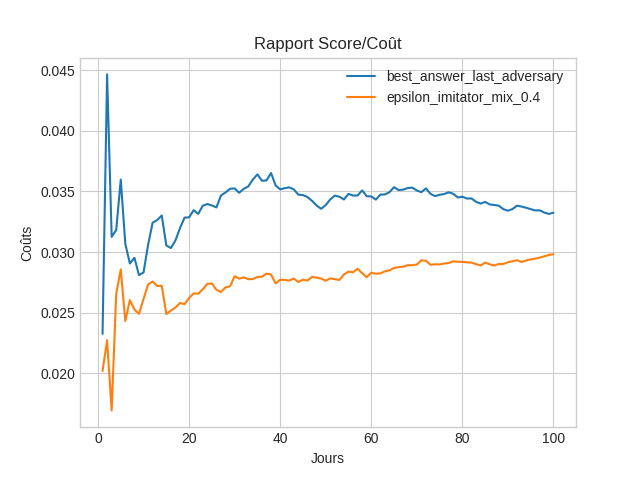 Rapport Score/Coût
best_answer_last_adversary
epsilon_imitator_mix_0.4
0.045
0.040
0.035
0.030
0.025
0.020
Coûts
0 20 40 60 80 100
Jours